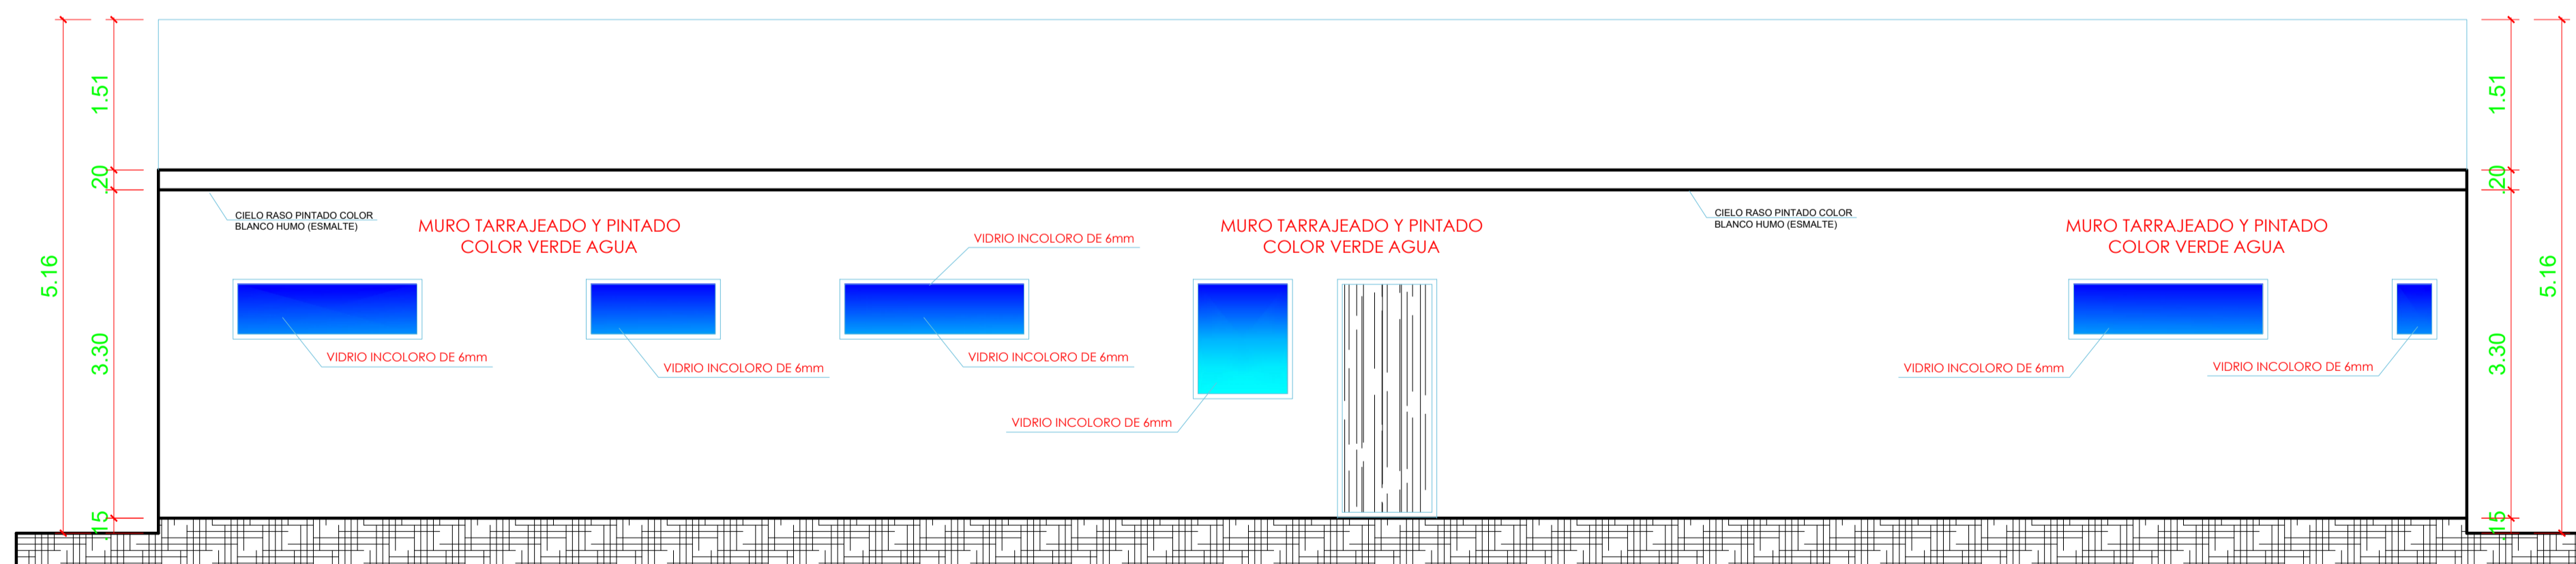 1.51
1.51
.20
.20
CIELO RASO PINTADO COLOR
BLANCO HUMO (ESMALTE)
MURO TARRAJEADO Y PINTADO
COLOR VERDE AGUA
VIDRIO INCOLORO DE 6mm
MURO TARRAJEADO Y PINTADO
COLOR VERDE AGUA
CIELO RASO PINTADO COLOR
BLANCO HUMO (ESMALTE)
MURO TARRAJEADO Y PINTADO
COLOR VERDE AGUA
5.16
5.16
3.30
VIDRIO INCOLORO DE 6mm
VIDRIO INCOLORO DE 6mm
VIDRIO INCOLORO DE 6mm
VIDRIO INCOLORO DE 6mm
VIDRIO INCOLORO DE 6mm
3.30
VIDRIO INCOLORO DE 6mm
.15
.15